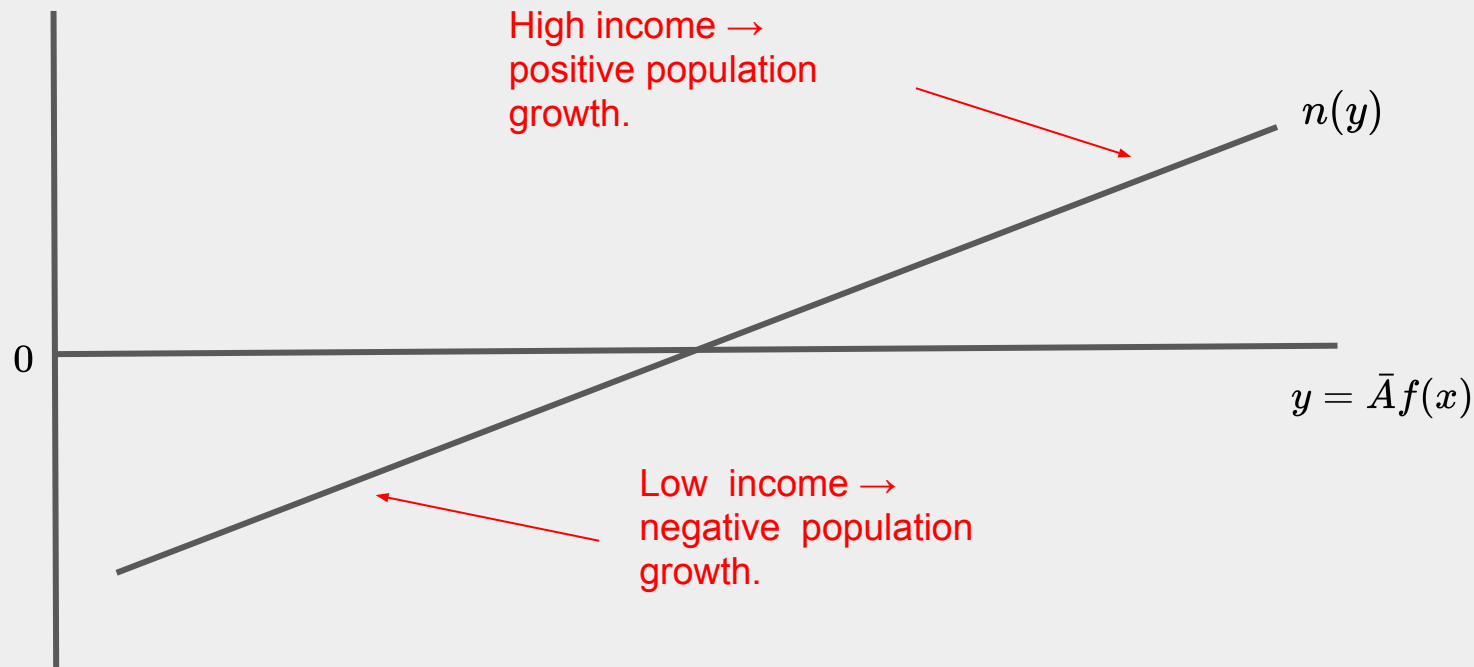 High income →
positive population
growth.
n(y)
0
y = Āf(x)
Low income →
negative population
growth.